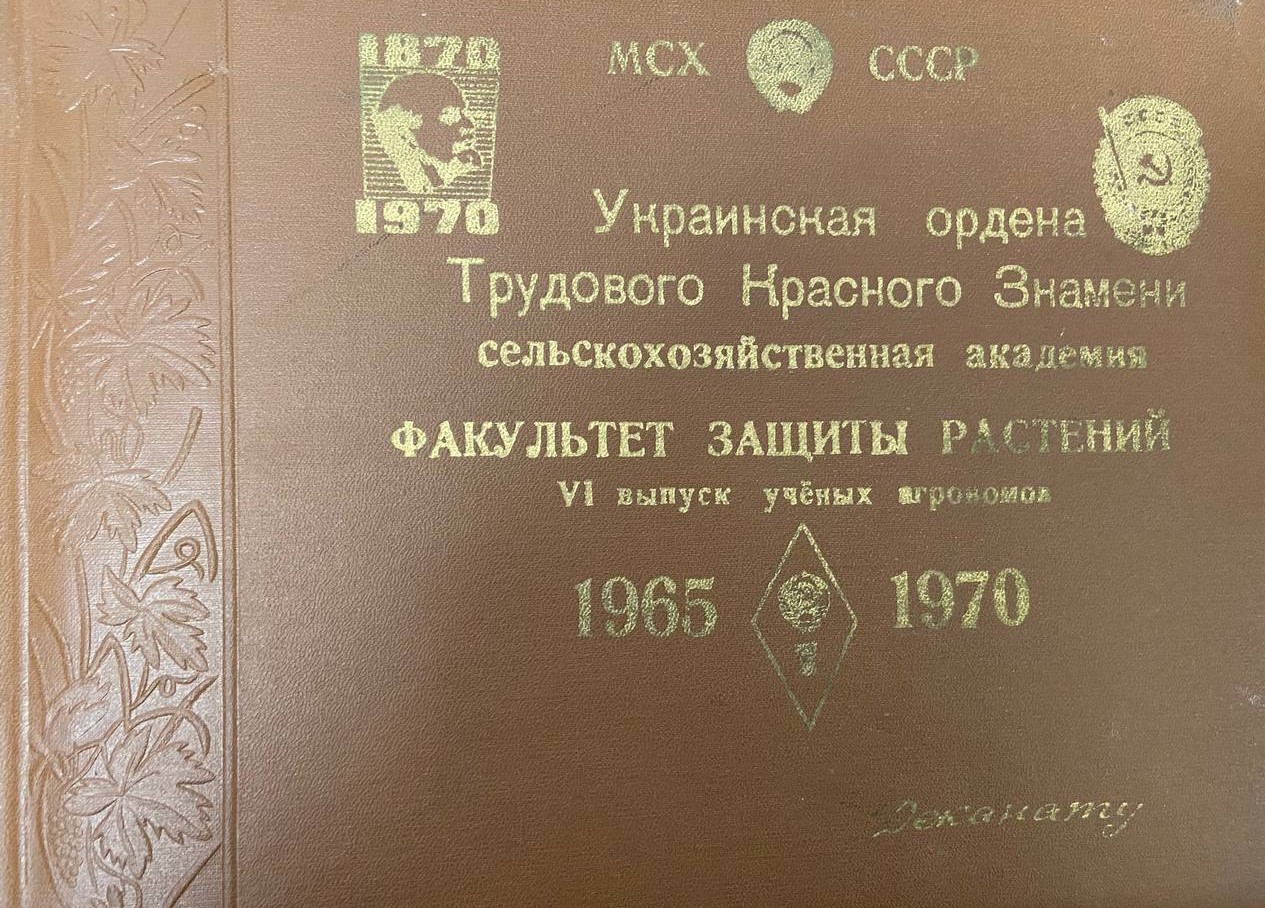 1870
1970
МСХ СССР
СССР
Украинская ордена
Трудового Красного Знамени
сельскохозяйственная академия
ФАКУЛЬТЕТ ЗАЩИТЫ РАСТЕНИЙ
VI выпуск учёных агрономов
1965 1970
Деканату